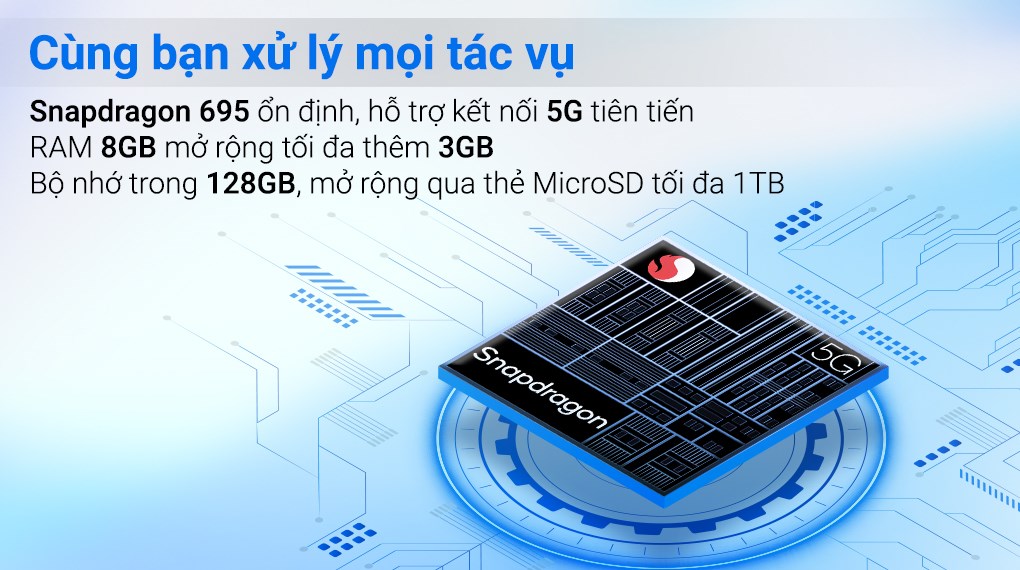 Cùng bạn xử lý mọi tác vụ
Snapdragon 695 ổn định, hỗ trợ kết nối 5G tiên tiến
RAM 8GB mở rộng tối đa thêm 3GB
Bộ nhớ trong 128GB, mở rộng qua thẻ MicroSD tối đa 1TB
5G
Snapdragon